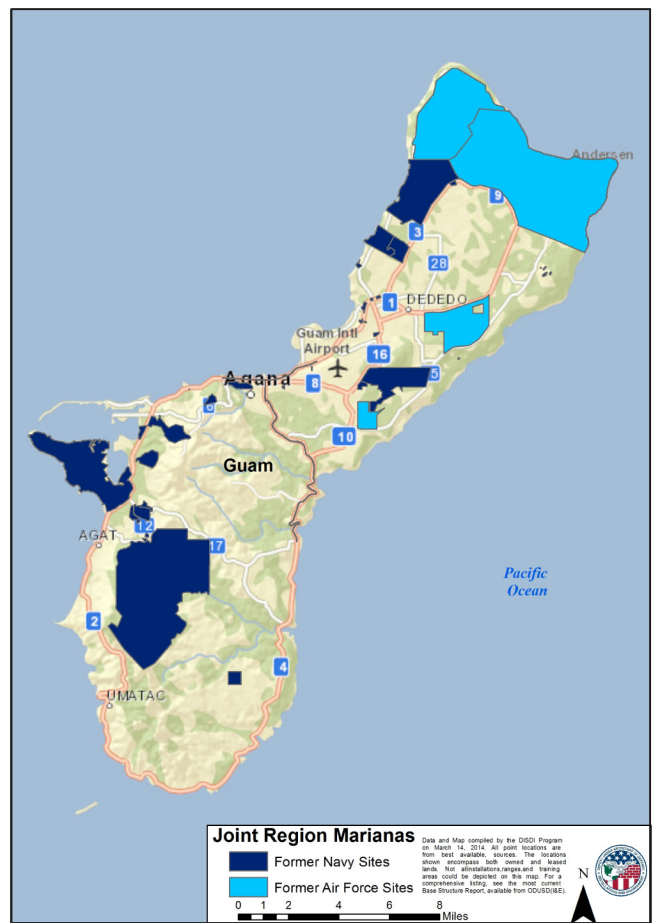 Andersen
9
3
28
1
DEDEDO
Guam Intl
Airport
16
Agana
8
5
6
10
Guam
12
AGAT
17
Pacific
Ocean
2
4
UMATAC
Joint Region Marianas
Former Navy Sites
Former Air Force Sites
0 1 2 4 6 8
Miles
Data and Map compiled by the DISDI Program
on March 14, 2014. All point locations are
from best available, sources. The locations
shown encompass both owned and leased
lands. Not allinstallations,ranges,and training
areas could be depicted on this map. For a
comprehensive listing, see the most current
Base Structure Report, available from ODUSD(I&E).
N